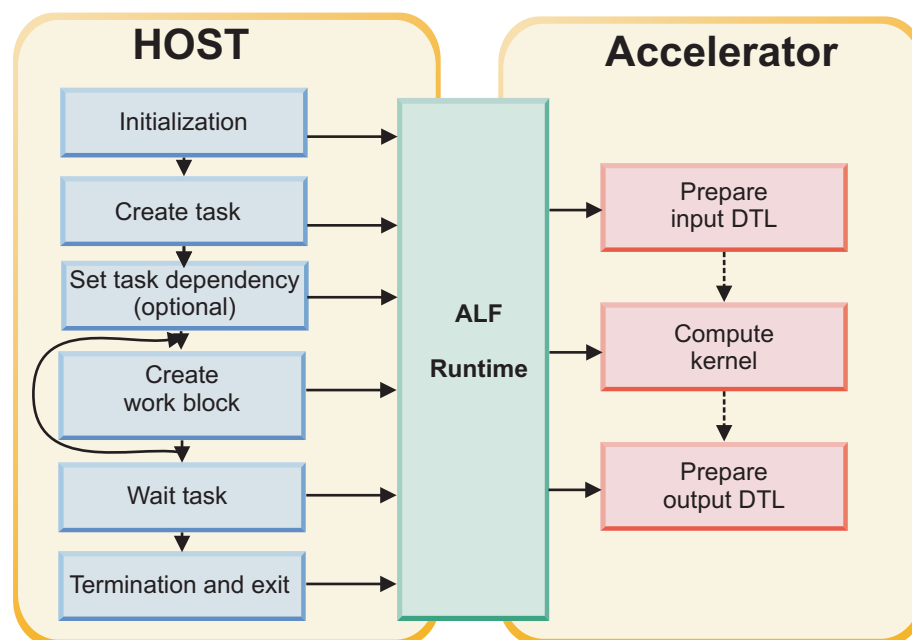 HOST
Initialization
Create task
Set task dependency
(optional)
Create
work block
Wait task
Termination and exit
ALF
Runtime
Accelerator
Prepare
input DTL
Compute
kernel
Prepare
output DTL